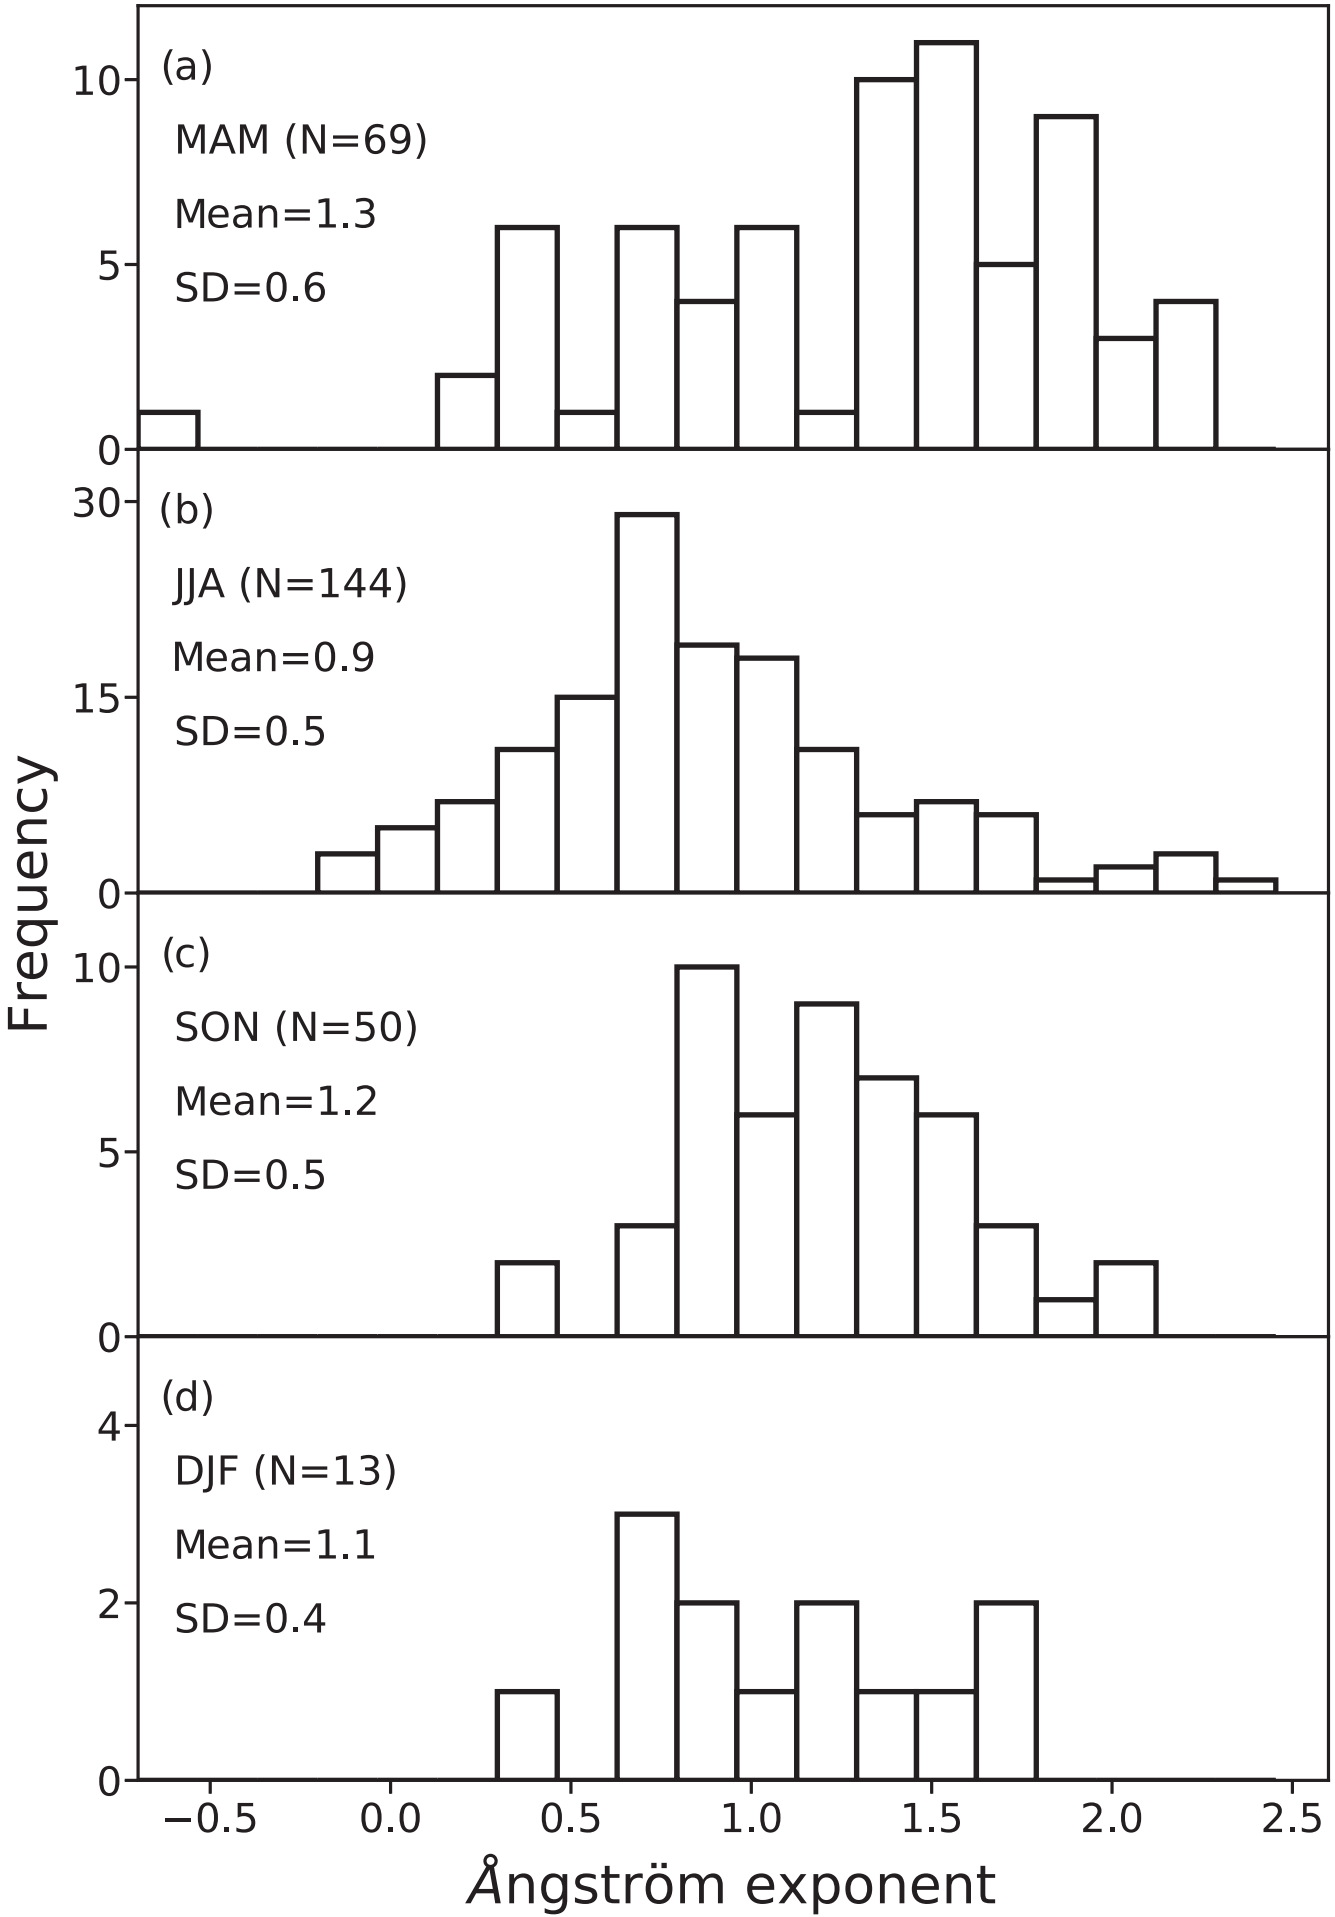 Frequency
10
5
0
(a)
MAM (N=69)
Mean=1.3
SD=0.6
30
15
0
(b)
JJA (N=144)
Mean=0.9
SD=0.5
10
5
0
(c)
SON (N=50)
Mean=1.2
SD=0.5
4
2
0
(d)
DJF (N=13)
Mean=1.1
SD=0.4
−0.5 0.0 0.5 1.0 1.5 2.0 2.5
Ångström exponent